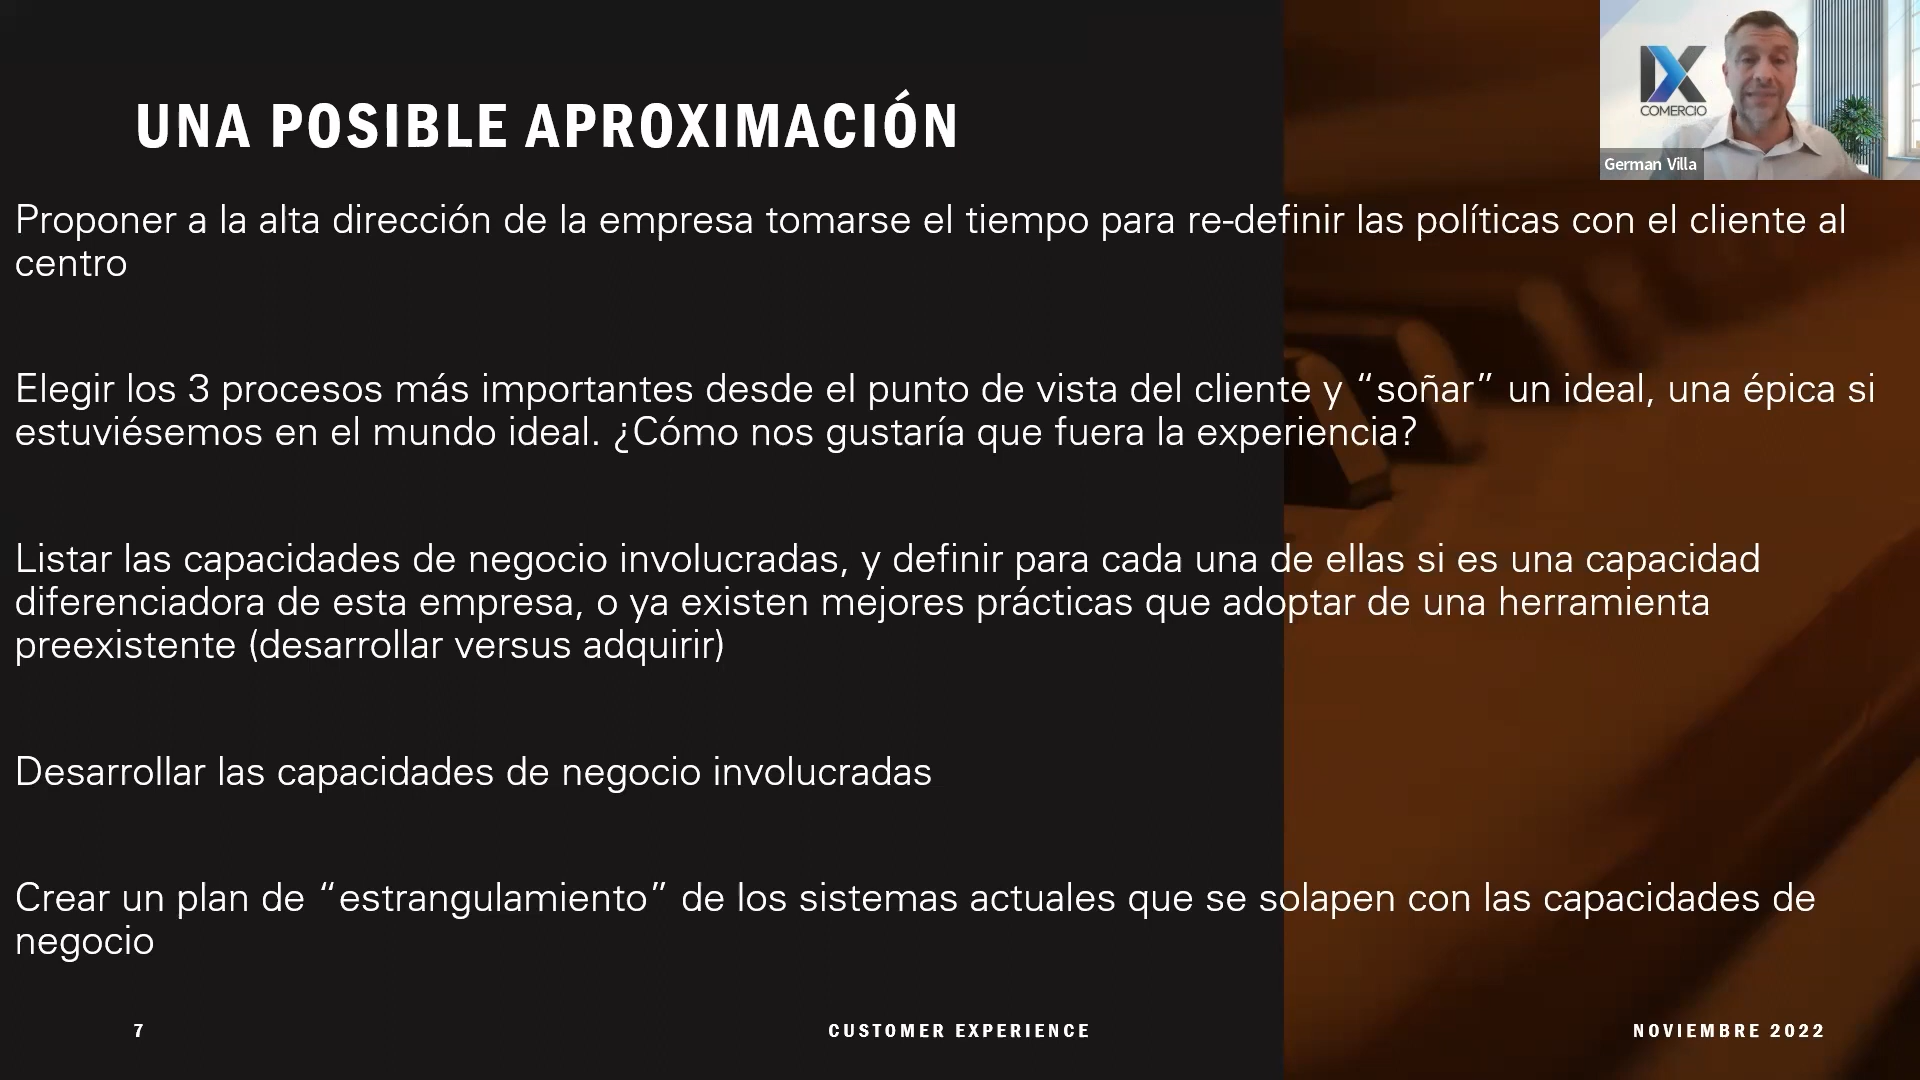 UNA POSIBLE APROXIMACIÓN
IX
COMERCIO
German Villa
Proponer a la alta dirección de la empresa tomarse el tiempo para re-definir las políticas con el cliente al
centro
Elegir los 3 procesos más importantes desde el punto de vista del cliente y “soñar” un ideal, una épica si
estuviésemos en el mundo ideal. ¿Cómo nos gustaría que fuera la experiencia?
Listar las capacidades de negocio involucradas, y definir para cada una de ellas si es una capacidad
diferenciadora de esta empresa, o ya existen mejores prácticas que adoptar de una herramienta
preexistente (desarrollar versus adquirir)
Desarrollar las capacidades de negocio involucradas
Crear un plan de “estrangulamiento” de los sistemas actuales que se solapen con las capacidades de
negocio
7
CUSTOMER EXPERIENCE
NOVIEMBRE 2022